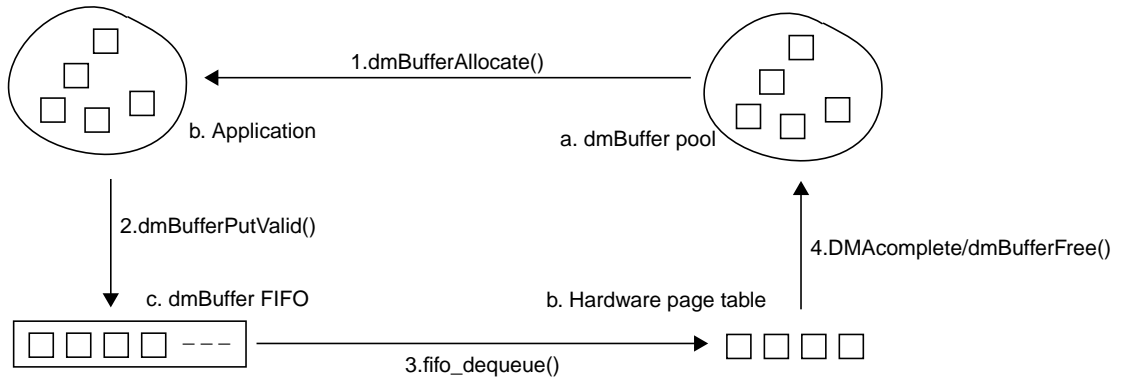 1.dmBufferAllocate()
b. Application
a. dmBuffer pool
2.dmBufferPutValid()
4.DMAcomplete/dmBufferFree()
c. dmBuffer FIFO
b. Hardware page table
3.fifo_dequeue()